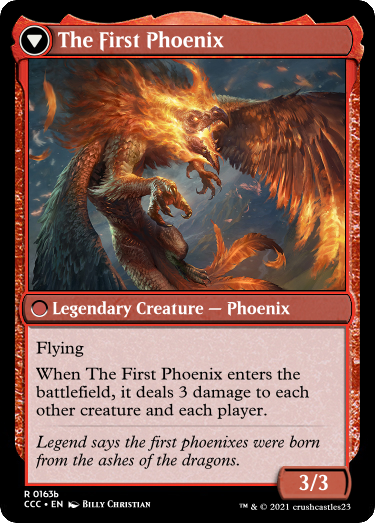 The First Phoenix
Legendary Creature — Phoenix
Flying
When The First Phoenix enters the
battlefield, it deals 3 damage to each
other creature and each player.
Legend says the first phoenixes were born
from the ashes of the dragons.
3/3
R 0163b
CCC • EN Billy Christian
™ & © 2021 crushcastles23